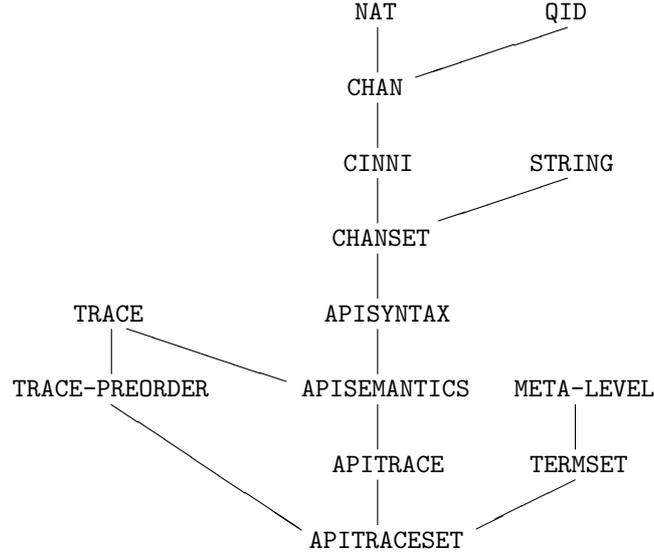 NAT QID
CHAN
CINNI STRING
CHANSET
TRACE APISYNTAX
TRACE-PREORDER APISEMANTICS META-LEVEL
APITRACE TERMSET
APITRACESET